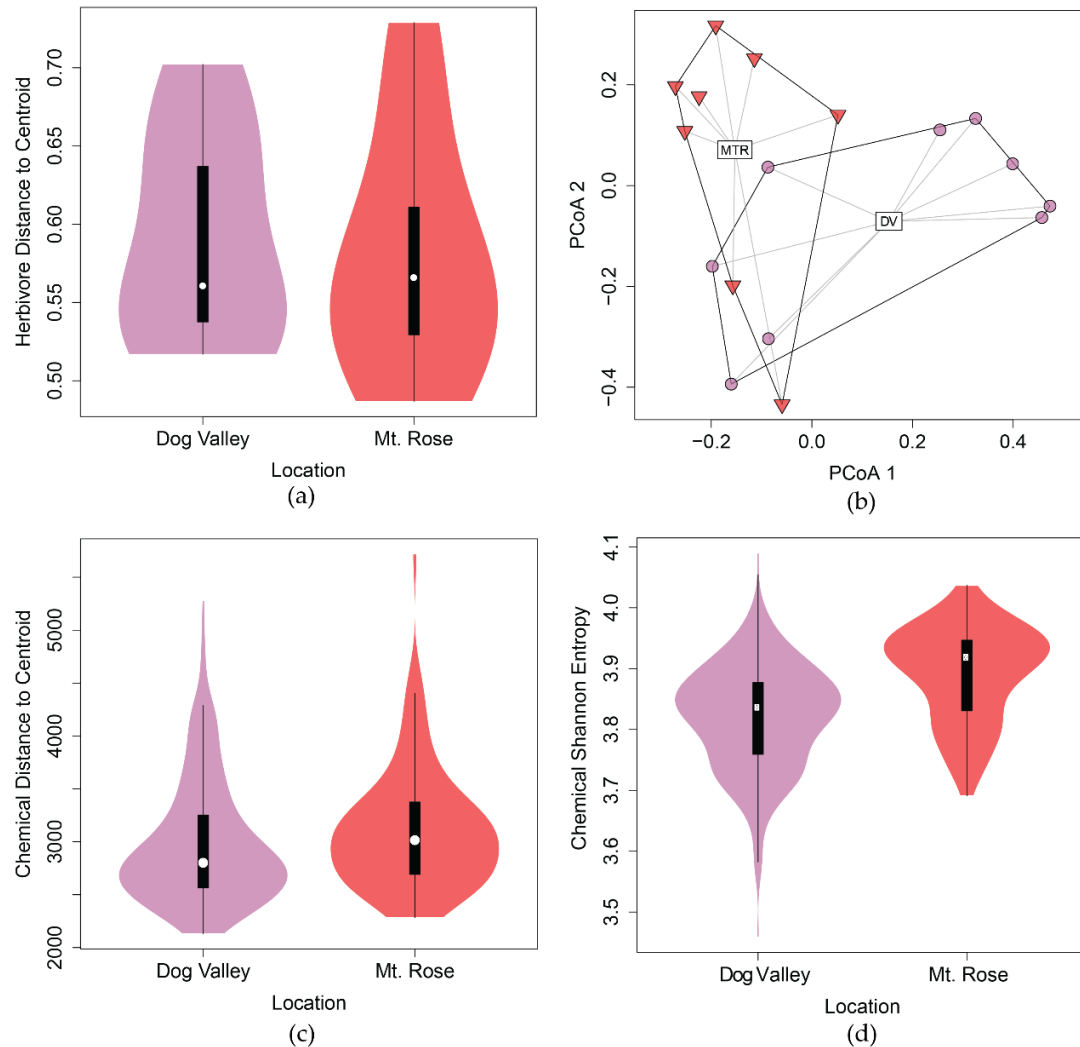 Herbivore Distance to Centroid
0.70
0.65
0.60
0.55
0.50
Dog Valley
Mt. Rose
Location
(a)
PCoA 2
0.2
0.0
−0.2
−0.4
MTR
DV
−0.2
0.0
0.2
0.4
PCoA 1
(b)
Chemical Distance to Centroid
5000
4000
3000
2000
Dog Valley
Mt. Rose
Location
(c)
Chemical Shannon Entropy
4.1
4.0
3.9
3.8
3.7
3.6
3.5
Dog Valley
Mt. Rose
Location
(d)